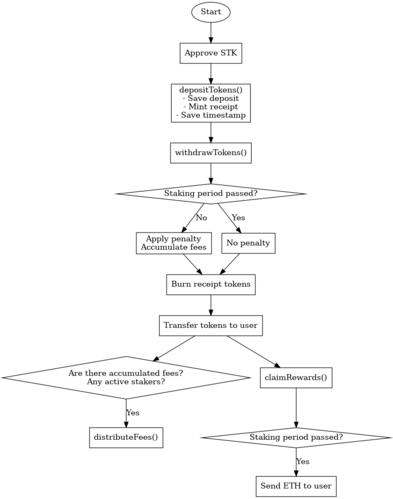 Start
Approve STK
depositTokens()
- Save deposit
- Mint receipt
- Save timestamp
withdrawTokens()
Staking period passed?
No
Yes
Apply penalty
Accumulate fees
No penalty
Burn receipt tokens
Transfer tokens to user
Are there accumulated fees?
Any active stakers?
claimRewards()
Yes
distributeFees()
Staking period passed?
Yes
Send ETH to user